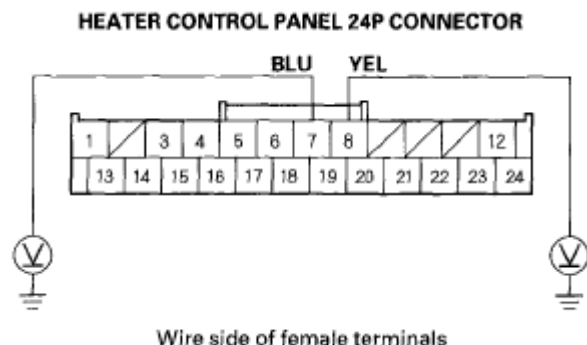 HEATER CONTROL PANEL 24P CONNECTOR
BLU YEL
1 3 4 5 6 7 8 12
13 14 15 16 17 18 19 20 21 22 23 24
V V
Wire side of female terminals